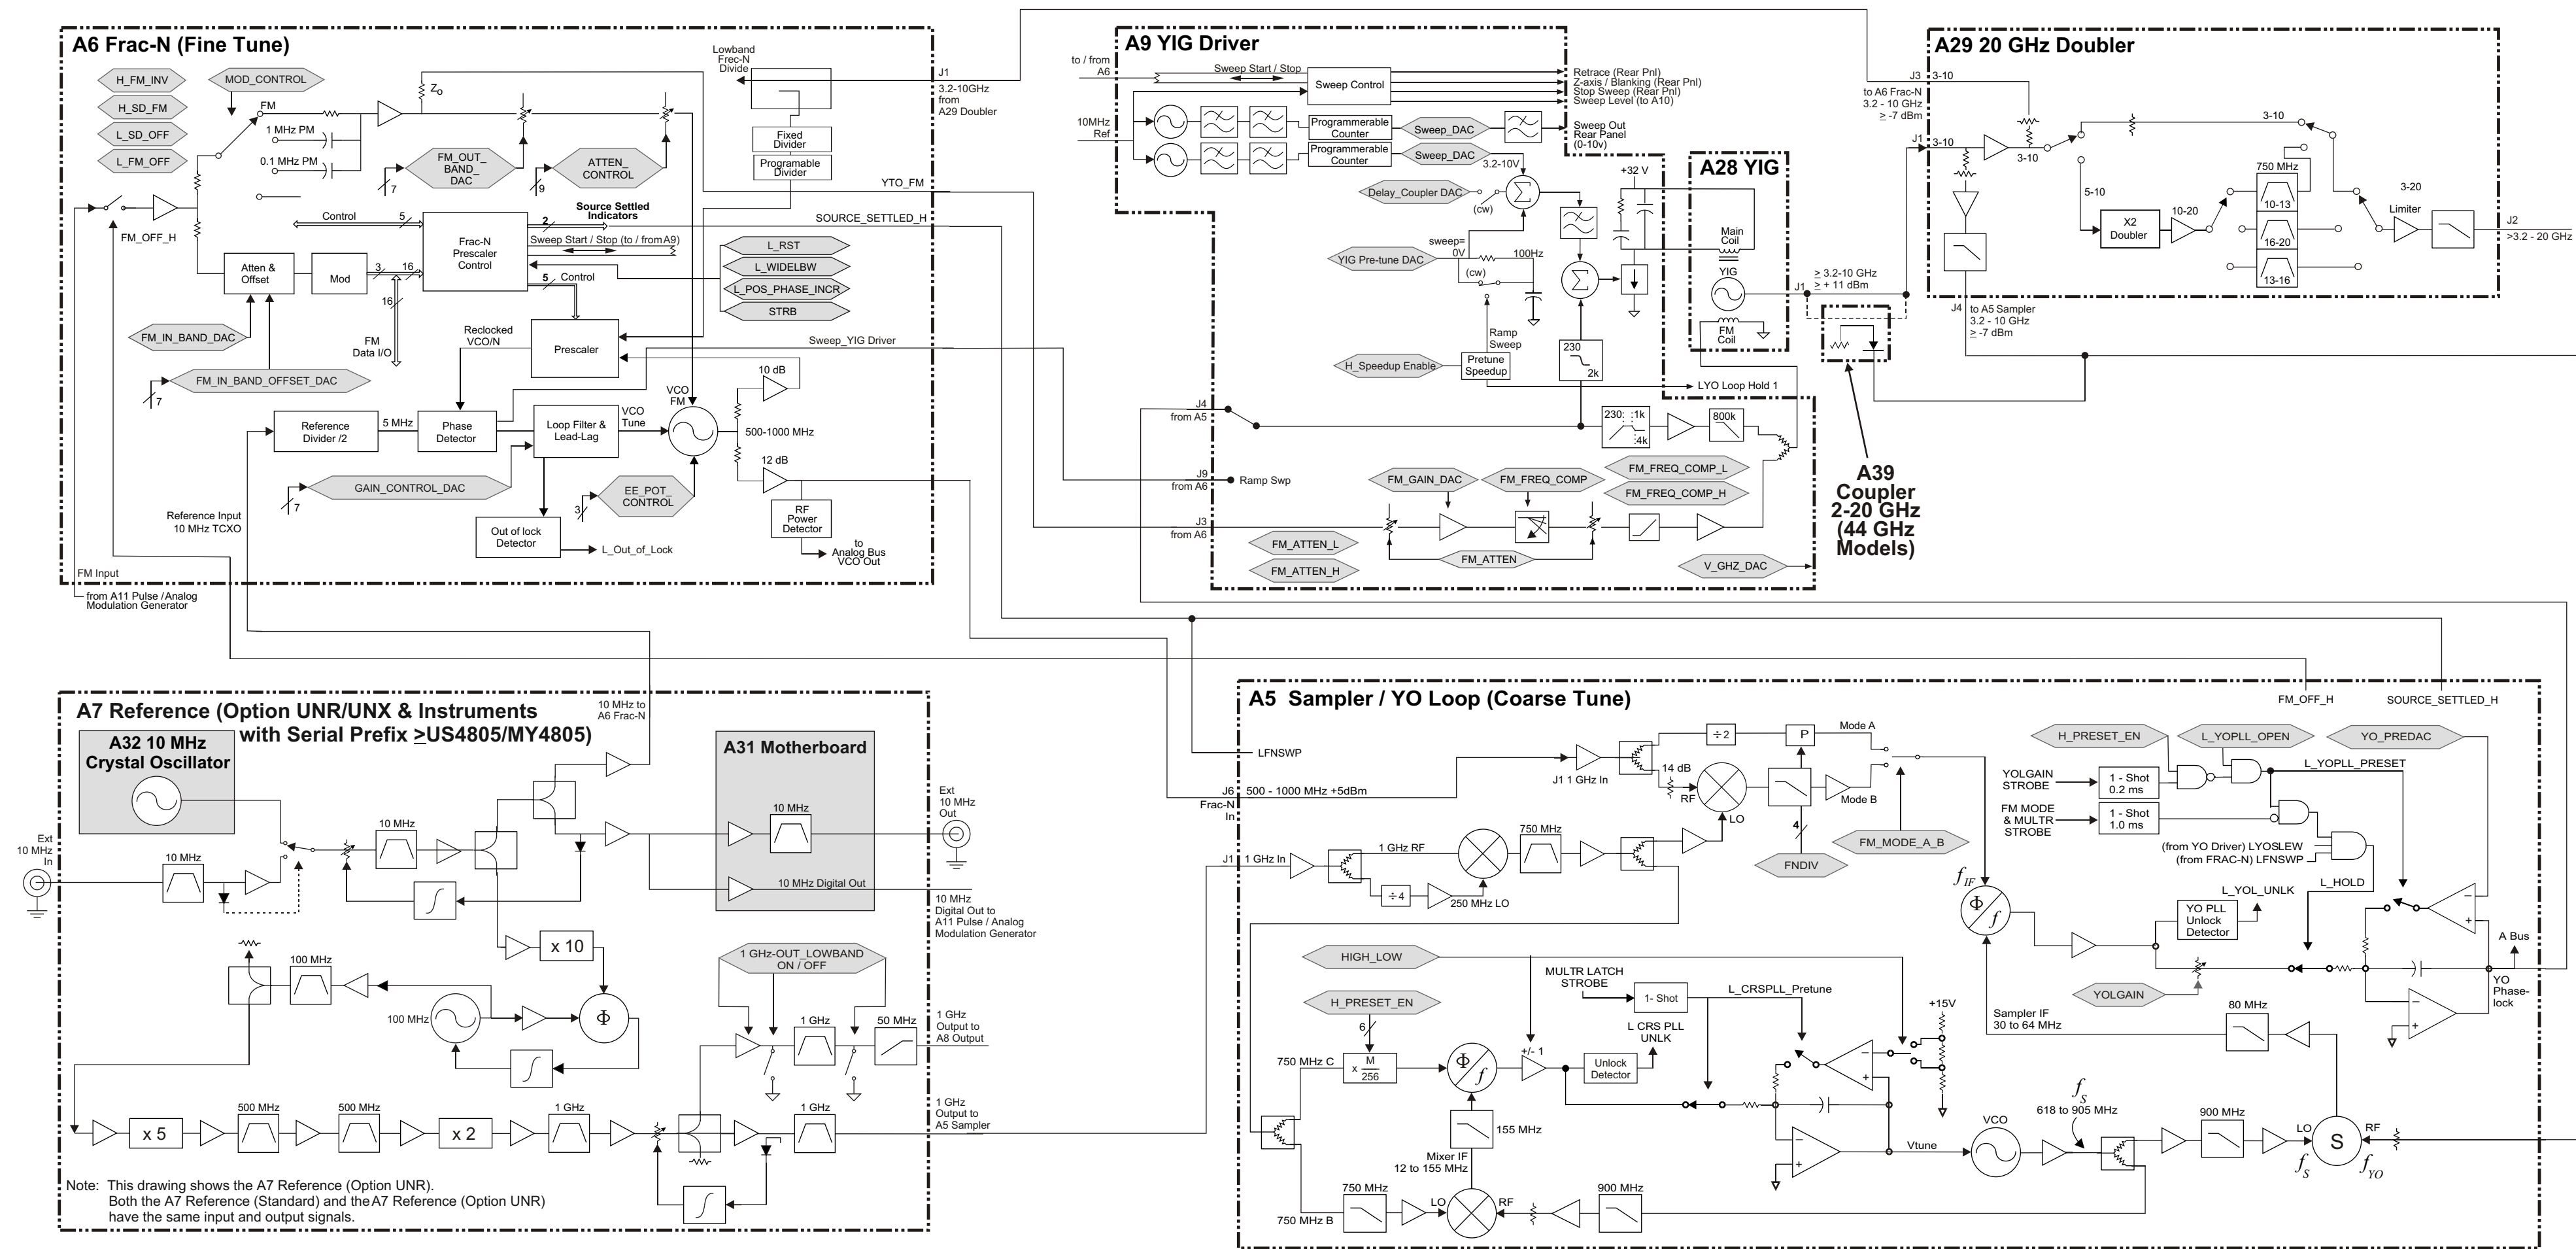 A6 Frac-N (Fine Tune)
H_FM_INV
MOD_CONTROL
H_SD_FM
L_SD_OFF
L_FM_OFF
FM
1 MHz PM
0.1 MHz PM
Z₀
FM_OUT_
BAND_
DAC
7
ATTEN_
CONTROL
9
Lowband
Frec-N
Divide
Fixed
Divider
Programable
Divider
J1
3.2-10GHz
from
A29 Doubler
YTO_FM
SOURCE_SETTLED_H
FM_OFF_H
Control
5
Frac-N
Prescaler
Control
2
Source Settled
Indicators
Sweep Start / Stop (to / fromA9)
5
Control
L_RST
L_WIDELBW
L_POS_PHASE_INCR
STRB
Atten &
Offset
Mod
3
16
16
FM
Data I/O
FM_IN_BAND_DAC
FM_IN_BAND_OFFSET_DAC
7
Reclocked
VCO/N
Prescaler
Sweep_YIG Driver
10 dB
VCO
FM
500-1000 MHz
12 dB
Reference
Divider /2
5 MHz
Phase
Detector
Loop Filter &
Lead-Lag
VCO
Tune
GAIN_CONTROL_DAC
7
EE_POT_
CONTROL
3
RF
Power
Detector
to
Analog Bus
VCO Out
Out of lock
Detector
L_Out_of_Lock
Reference Input
10 MHz TCXO
FM Input
from A11 Pulse /Analog
Modulation Generator
A9 YIG Driver
to / from
A6
Sweep Start / Stop
Sweep Control
Retrace (Rear Pnl)
Z-axis / Blanking (Rear Pnl)
Stop Sweep (Rear Pnl)
Sweep Level (to A10)
10MHz
Ref
Programmerable
Counter
Sweep_DAC
Sweep Out
Rear Panel
(0-10v)
Programmerable
Counter
Sweep_DAC
3.2-10V
Delay_Coupler DAC
(cw)
Σ
+32 V
sweep=
0V
YIG Pre-tune DAC
(cw)
100Hz
Σ
Ramp
Sweep
H_Speedup Enable
Pretune
Speedup
230
2k
LYO Loop Hold 1
J4
from A5
230: :1k
:4k
800k
J9
from A6
Ramp Swp
FM_GAIN_DAC
FM_FREQ_COMP
FM_FREQ_COMP_L
FM_FREQ_COMP_H
J3
from A6
FM_ATTEN_L
FM_ATTEN_H
FM_ATTEN
V_GHZ_DAC
A28 YIG
Main
Coil
YIG
FM
Coil
J1
≥ 3.2-10 GHz
≥ + 11 dBm
A39
Coupler
2-20 GHz
(44 GHz
Models)
A29 20 GHz Doubler
J3
3-10
to A6 Frac-N
3.2 - 10 GHz
≥ -7 dBm
J1
3-10
3-10
3-10
5-10
X2
Doubler
10-20
750 MHz
10-13
16-20
13-16
3-20
Limiter
J2
>3.2 - 20 GHz
J4
to A5 Sampler
3.2 - 10 GHz
≥ -7 dBm
A7 Reference (Option UNR/UNX & Instruments
with Serial Prefix ≥US4805/MY4805)
10 MHz to
A6 Frac-N
A32 10 MHz
Crystal Oscillator
A31 Motherboard
10 MHz
Ext
10 MHz
Out
Ext
10 MHz
In
10 MHz
10 MHz
10 MHz Digital Out
10 MHz
Digital Out to
A11 Pulse / Analog
Modulation Generator
x 10
100 MHz
100 MHz
Φ
1 GHz-OUT_LOWBAND
ON / OFF
1 GHz
50 MHz
1 GHz
Output to
A8 Output
x 5
500 MHz
500 MHz
x 2
1 GHz
1 GHz
1 GHz
Output to
A5 Sampler
Note: This drawing shows the A7 Reference (Option UNR).
Both the A7 Reference (Standard) and the A7 Reference (Option UNR)
have the same input and output signals.
A5 Sampler / YO Loop (Coarse Tune)
FM_OFF_H
SOURCE_SETTLED_H
LFNSWP
J6
Frac-N
In
500 - 1000 MHz +5dBm
J1 1 GHz In
÷ 2
P
Mode A
14 dB
RF
LO
Mode B
4
FNDIV
FM_MODE_A_B
J1
1 GHz In
1 GHz RF
÷ 4
250 MHz LO
750 MHz
H_PRESET_EN
L_YOPLL_OPEN
YO_PREDAC
YOLGAIN
STROBE
1 - Shot
0.2 ms
L_YOPLL_PRESET
FM MODE
& MULTR
STROBE
1 - Shot
1.0 ms
(from YO Driver) LYOSLEW
(from FRAC-N) LFNSWP
L_HOLD
f IF
Φ
f
L_YOL_UNLK
YO PLL
Unlock
Detector
−
+
A Bus
YO
Phase-
lock
YOLGAIN
−
+
Sampler IF
30 to 64 MHz
80 MHz
HIGH_LOW
H_PRESET_EN
6
MULTR LATCH
STROBE
1- Shot
L_CRSPLL_Pretune
+15V
750 MHz C
x M
256
Φ
f
+/- 1
L CRS PLL
UNLK
Unlock
Detector
−
+
155 MHz
Mixer IF
12 to 155 MHz
750 MHz
750 MHz B
LO
RF
900 MHz
−
+
Vtune
VCO
f S
618 to 905 MHz
900 MHz
LO
f S
S
RF
f YO